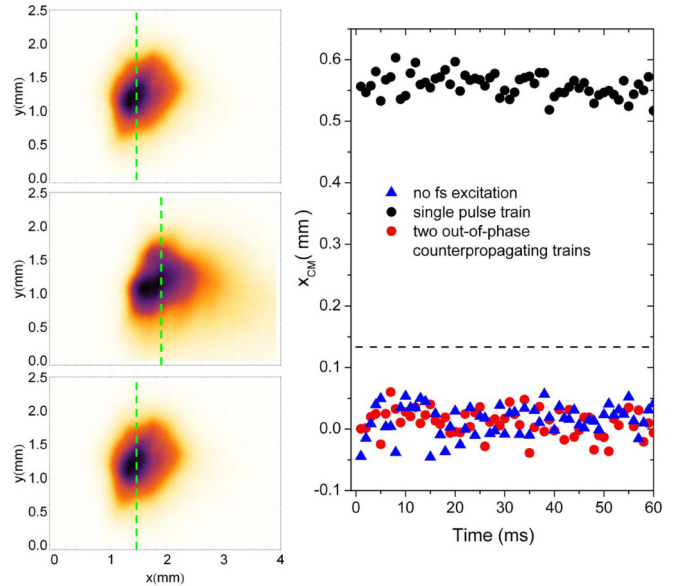 2.5
2.0
1.5
1.0
0.5
0.0
y(mm)
2.5
2.0
1.5
1.0
0.5
0.0
y(mm)
2.5
2.0
1.5
1.0
0.5
0.0
y(mm)
0 1 2 3 4
x(mm)
0.6
0.5
0.4
0.3
0.2
0.1
0.0
-0.1
x_CM( mm )
no fs excitation
single pulse train
two out-of-phase
counterpropagating trains
0 10 20 30 40 50 60
Time (ms)